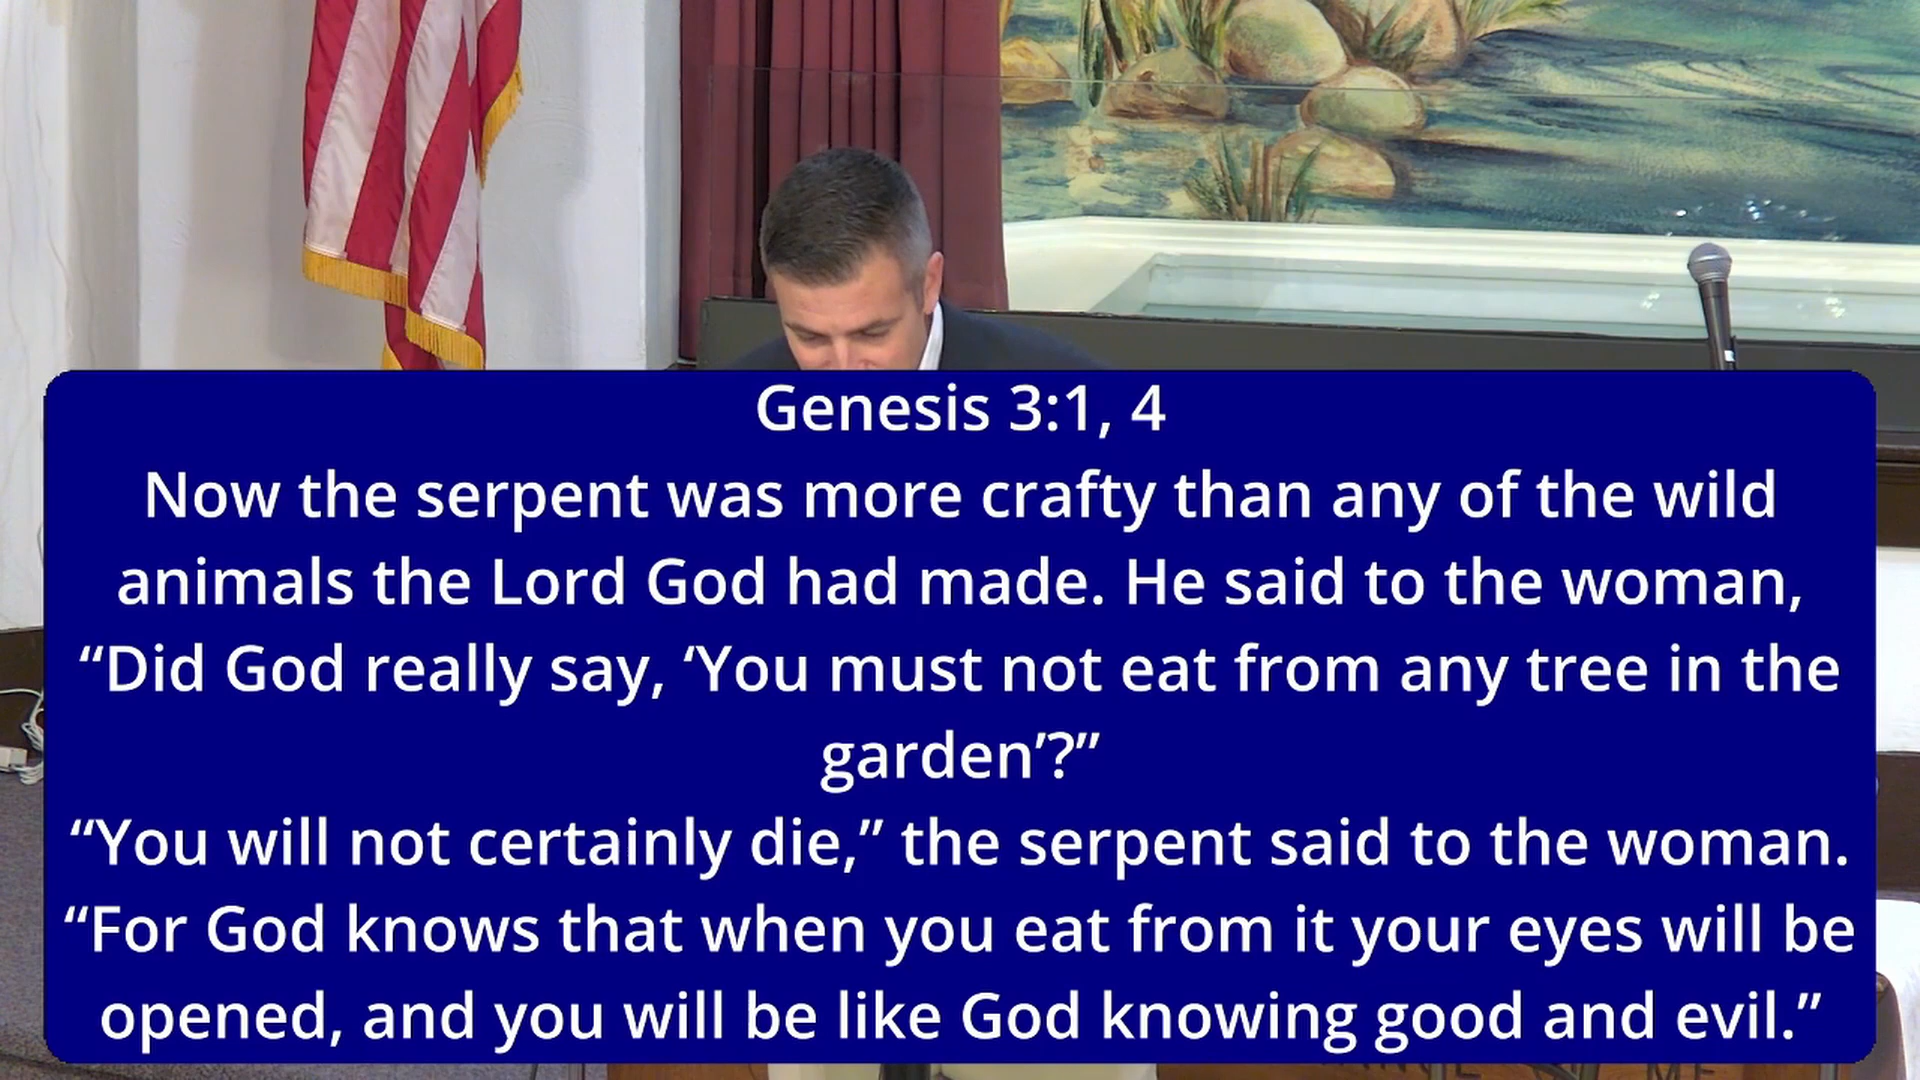 Genesis 3:1, 4
Now the serpent was more crafty than any of the wild
animals the Lord God had made. He said to the woman,
“Did God really say, ‘You must not eat from any tree in the
garden’?”
“You will not certainly die,” the serpent said to the woman.
“For God knows that when you eat from it your eyes will be
opened, and you will be like God knowing good and evil.”